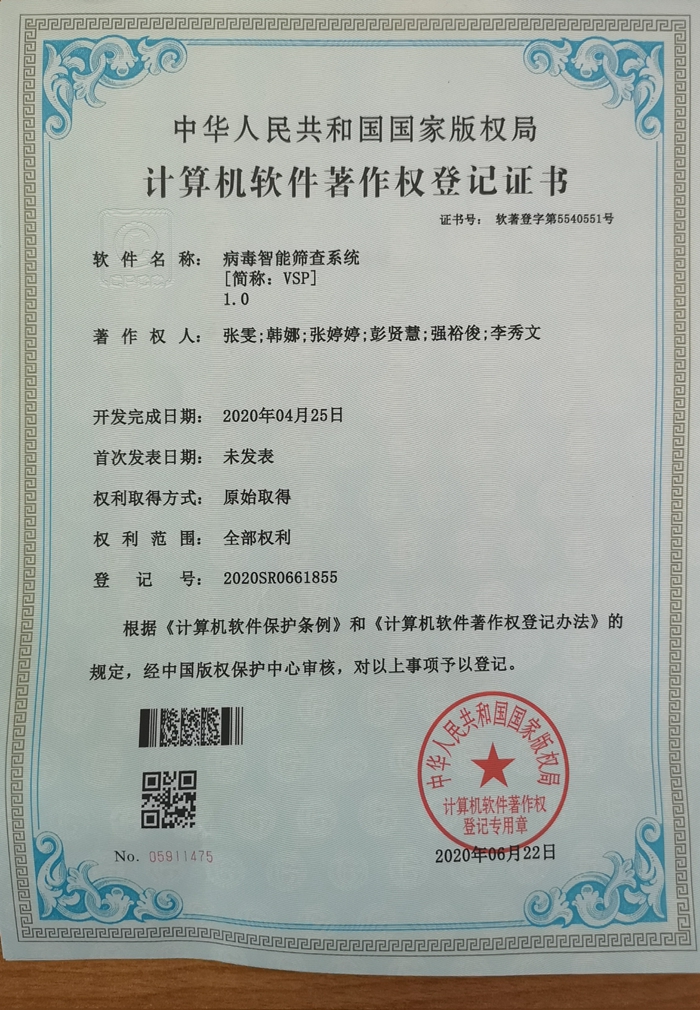 中华人民共和国国家版权局
计算机软件著作权登记证书
证书号： 软著登字第5540551号
软件名称： 病毒智能筛查系统
[简称：VSP]
1.0
著作权人： 张雯;韩娜;张婷婷;彭贤慧;强裕俊;李秀文
开发完成日期： 2020年04月25日
首次发表日期： 未发表
权利取得方式： 原始取得
权利范围： 全部权利
登记号： 2020SR0661855
根据《计算机软件保护条例》和《计算机软件著作权登记办法》的
规定，经中国版权保护中心审核，对以上事项予以登记。
中华人民共和国国家版权局
计算机软件著作权
登记专用章
No. 05911475
2020年06月22日
CPCC